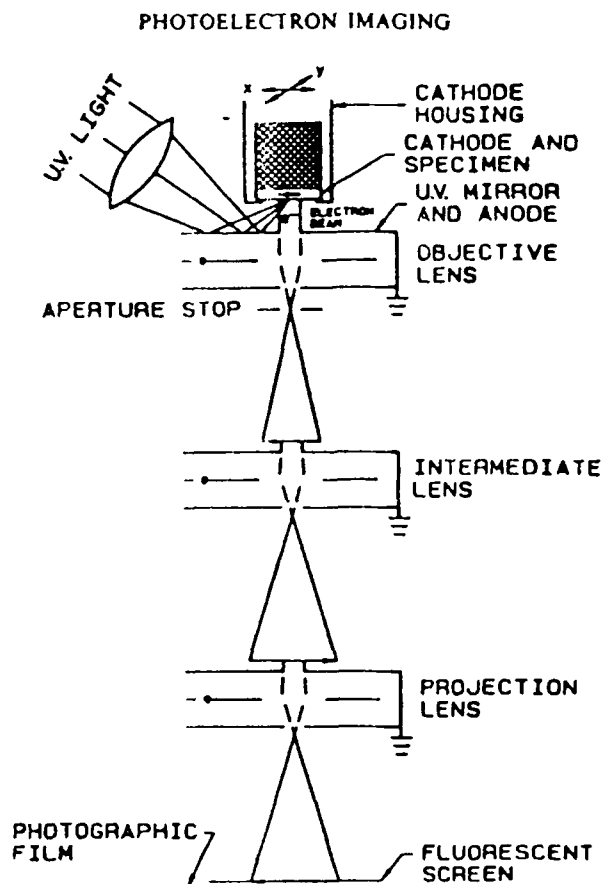 PHOTOELECTRON IMAGING
X
Y
U.V. LIGHT
CATHODE
HOUSING
CATHODE AND
SPECIMEN
ELECTRON
BEAM
U.V. MIRROR
AND ANODE
OBJECTIVE
LENS
APERTURE STOP
INTERMEDIATE
LENS
PROJECTION
LENS
PHOTOGRAPHIC
FILM
FLUORESCENT
SCREEN